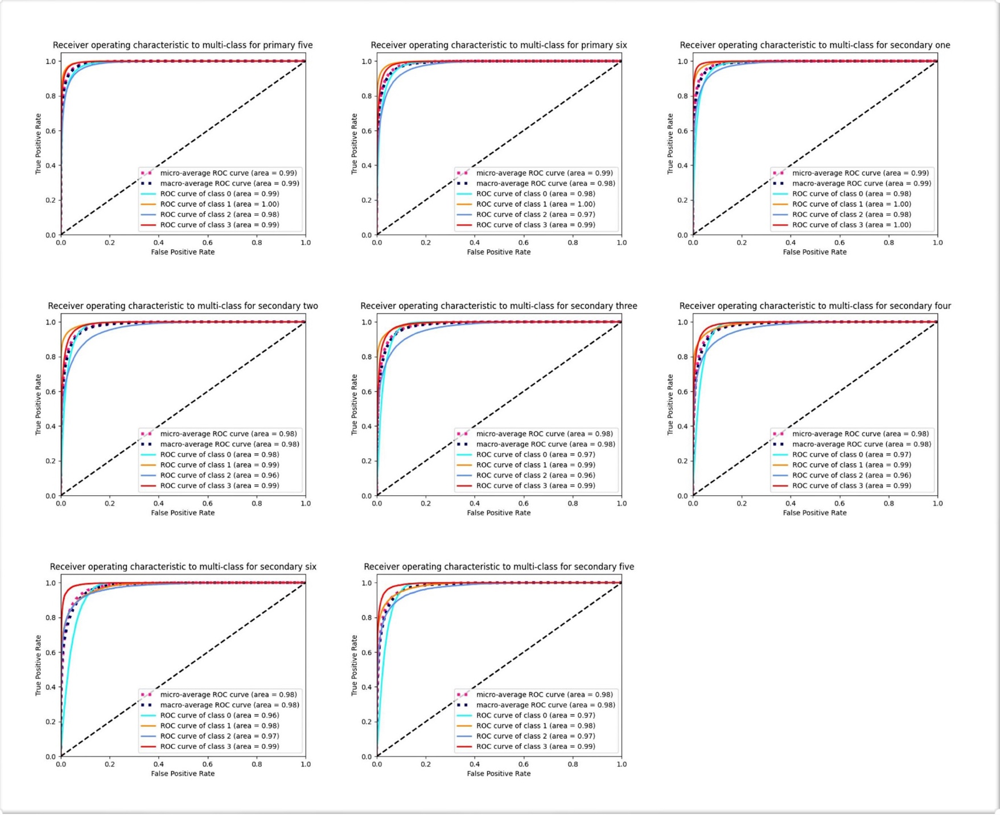 Receiver operating characteristic to multi-class for primary five
1.0
0.8
0.6
0.4
0.2
0.0
True Positive Rate
micro-average ROC curve (area = 0.99)
macro-average ROC curve (area = 0.99)
ROC curve of class 0 (area = 0.99)
ROC curve of class 1 (area = 1.00)
ROC curve of class 2 (area = 0.98)
ROC curve of class 3 (area = 0.99)
0.0 0.2 0.4 0.6 0.8 1.0
False Positive Rate
Receiver operating characteristic to multi-class for primary six
1.0
0.8
0.6
0.4
0.2
0.0
True Positive Rate
micro-average ROC curve (area = 0.99)
macro-average ROC curve (area = 0.98)
ROC curve of class 0 (area = 0.98)
ROC curve of class 1 (area = 1.00)
ROC curve of class 2 (area = 0.97)
ROC curve of class 3 (area = 0.99)
0.0 0.2 0.4 0.6 0.8 1.0
False Positive Rate
Receiver operating characteristic to multi-class for secondary one
1.0
0.8
0.6
0.4
0.2
0.0
True Positive Rate
micro-average ROC curve (area = 0.99)
macro-average ROC curve (area = 0.99)
ROC curve of class 0 (area = 0.98)
ROC curve of class 1 (area = 1.00)
ROC curve of class 2 (area = 0.98)
ROC curve of class 3 (area = 1.00)
0.0 0.2 0.4 0.6 0.8 1.0
False Positive Rate
Receiver operating characteristic to multi-class for secondary two
1.0
0.8
0.6
0.4
0.2
0.0
True Positive Rate
micro-average ROC curve (area = 0.98)
macro-average ROC curve (area = 0.98)
ROC curve of class 0 (area = 0.98)
ROC curve of class 1 (area = 0.99)
ROC curve of class 2 (area = 0.96)
ROC curve of class 3 (area = 0.99)
0.0 0.2 0.4 0.6 0.8 1.0
False Positive Rate
Receiver operating characteristic to multi-class for secondary three
1.0
0.8
0.6
0.4
0.2
0.0
True Positive Rate
micro-average ROC curve (area = 0.98)
macro-average ROC curve (area = 0.98)
ROC curve of class 0 (area = 0.97)
ROC curve of class 1 (area = 0.99)
ROC curve of class 2 (area = 0.96)
ROC curve of class 3 (area = 0.99)
0.0 0.2 0.4 0.6 0.8 1.0
False Positive Rate
Receiver operating characteristic to multi-class for secondary four
1.0
0.8
0.6
0.4
0.2
0.0
True Positive Rate
micro-average ROC curve (area = 0.98)
macro-average ROC curve (area = 0.98)
ROC curve of class 0 (area = 0.97)
ROC curve of class 1 (area = 0.99)
ROC curve of class 2 (area = 0.96)
ROC curve of class 3 (area = 0.99)
0.0 0.2 0.4 0.6 0.8 1.0
False Positive Rate
Receiver operating characteristic to multi-class for secondary six
1.0
0.8
0.6
0.4
0.2
0.0
True Positive Rate
micro-average ROC curve (area = 0.98)
macro-average ROC curve (area = 0.98)
ROC curve of class 0 (area = 0.96)
ROC curve of class 1 (area = 0.98)
ROC curve of class 2 (area = 0.97)
ROC curve of class 3 (area = 0.99)
0.0 0.2 0.4 0.6 0.8 1.0
False Positive Rate
Receiver operating characteristic to multi-class for secondary five
1.0
0.8
0.6
0.4
0.2
0.0
True Positive Rate
micro-average ROC curve (area = 0.98)
macro-average ROC curve (area = 0.98)
ROC curve of class 0 (area = 0.97)
ROC curve of class 1 (area = 0.98)
ROC curve of class 2 (area = 0.97)
ROC curve of class 3 (area = 0.99)
0.0 0.2 0.4 0.6 0.8 1.0
False Positive Rate